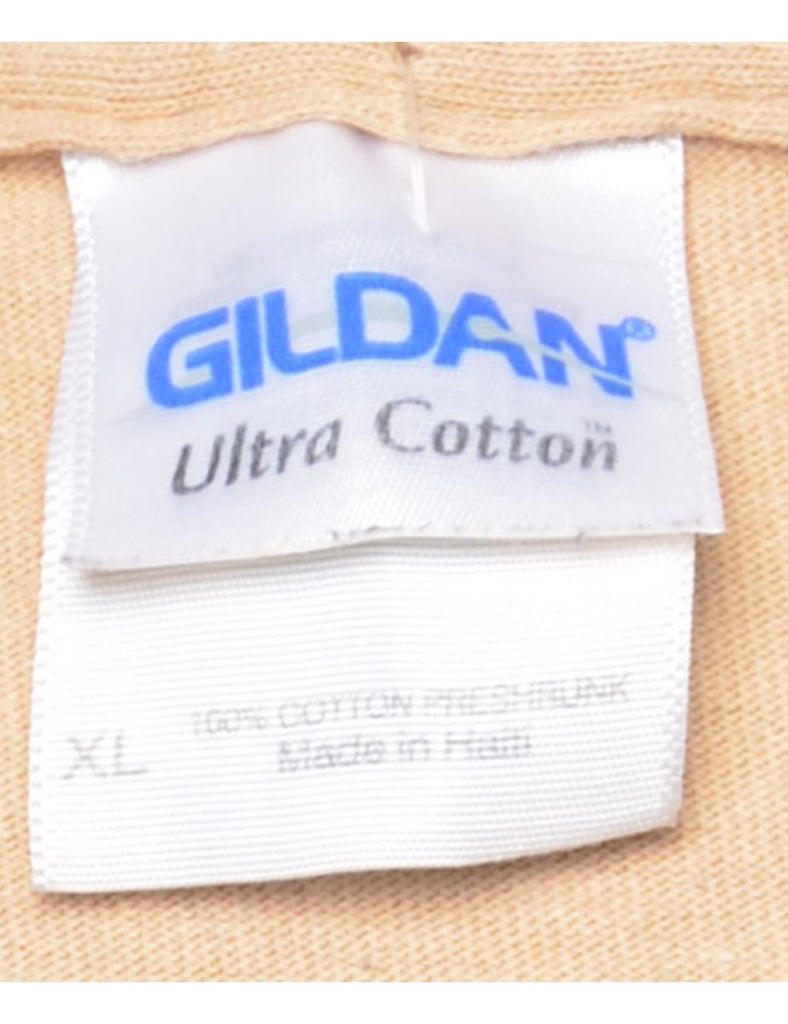 GILDAN®
Ultra Cotton™
100% COTTON PRESHRUNK
XL
Made in Haiti